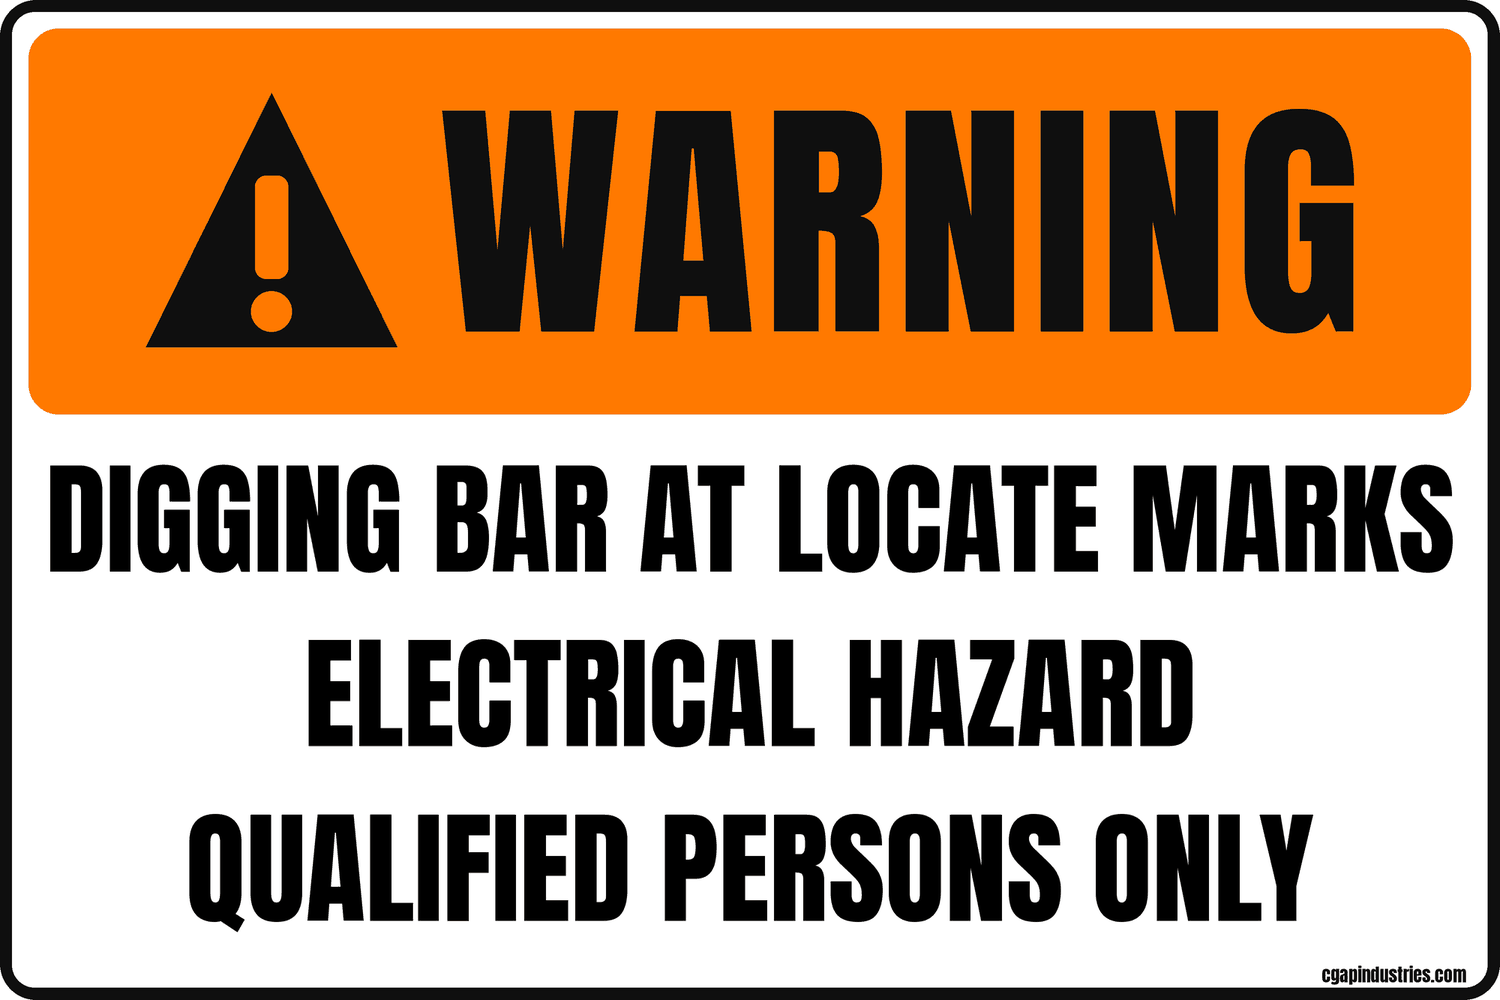 WARNING
DIGGING BAR AT LOCATE MARKS
ELECTRICAL HAZARD
QUALIFIED PERSONS ONLY
cgapindustries.com